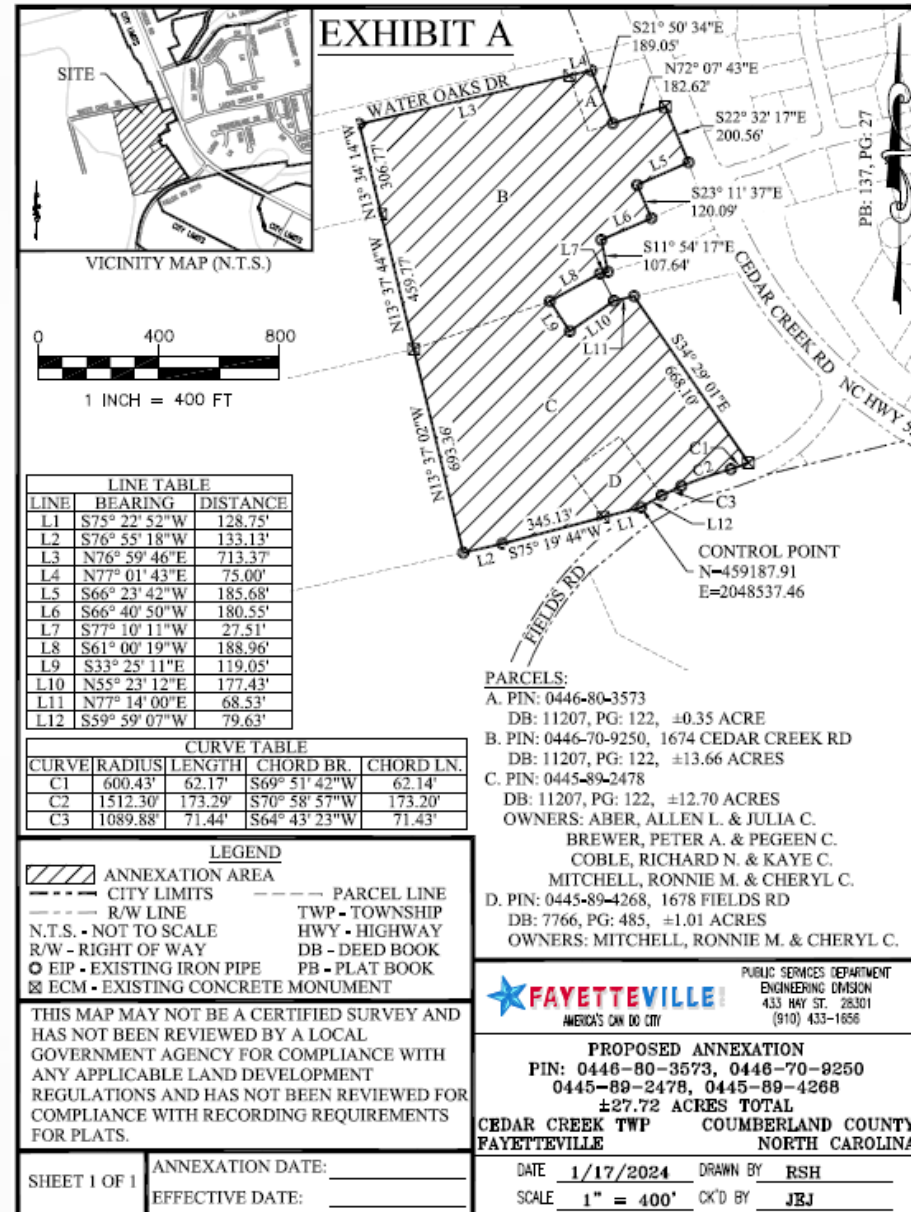 EXHIBIT A
CITY LIMITS
SITE
CITY LIMITS
CITY LIMITS
VICINITY MAP (N.T.S.)
0 400 800
1 INCH = 400 FT
WATER OAKS DR
L3
L4
A
S21° 50' 34"E
189.05'
N72° 07' 43"E
182.62'
S22° 32' 17"E
200.56'
PB: 137, PG: 27
N13° 34' 14"W
306.77'
B
L5
S23° 11' 37"E
120.09'
L6
S11° 54' 17"E
107.64'
L7
L8
N13° 37' 44"W
459.77'
L9
L10
L11
CEDAR CREEK RD
NC HWY
S34° 29' 01"E
668.10'
C
N13° 37' 02"W
693.36'
C1
C2
D
C3
345.13'
S75° 19' 44"W
L1
L12
L2
CONTROL POINT
N=459187.91
E=2048537.46
FIELDS RD
LINE TABLE
LINE BEARING DISTANCE
L1 S75° 22' 52"W 128.75'
L2 S76° 55' 18"W 133.13'
L3 N76° 59' 46"E 713.37'
L4 N77° 01' 43"E 75.00'
L5 S66° 23' 42"W 185.68'
L6 S66° 40' 50"W 180.55'
L7 S77° 10' 11"W 27.51'
L8 S61° 00' 19"W 188.96'
L9 S33° 25' 11"E 119.05'
L10 N55° 23' 12"E 177.43'
L11 N77° 14' 00"E 68.53'
L12 S59° 59' 07"W 79.63'
CURVE TABLE
CURVE RADIUS LENGTH CHORD BR. CHORD LN.
C1 600.43' 62.17' S69° 51' 42"W 62.14'
C2 1512.30' 173.29' S70° 58' 57"W 173.20'
C3 1089.88' 71.44' S64° 43' 23"W 71.43'
PARCELS:
A. PIN: 0446-80-3573
DB: 11207, PG: 122, ±0.35 ACRE
B. PIN: 0446-70-9250, 1674 CEDAR CREEK RD
DB: 11207, PG: 122, ±13.66 ACRES
C. PIN: 0445-89-2478
DB: 11207, PG: 122, ±12.70 ACRES
OWNERS: ABER, ALLEN L. & JULIA C.
BREWER, PETER A. & PEGEEN C.
COBLE, RICHARD N. & KAYE C.
MITCHELL, RONNIE M. & CHERYL C.
D. PIN: 0445-89-4268, 1678 FIELDS RD
DB: 7766, PG: 485, ±1.01 ACRES
OWNERS: MITCHELL, RONNIE M. & CHERYL C.
LEGEND
ANNEXATION AREA
CITY LIMITS PARCEL LINE
R/W LINE TWP - TOWNSHIP
N.T.S. - NOT TO SCALE HWY - HIGHWAY
R/W - RIGHT OF WAY DB - DEED BOOK
EIP - EXISTING IRON PIPE PB - PLAT BOOK
ECM - EXISTING CONCRETE MONUMENT
THIS MAP MAY NOT BE A CERTIFIED SURVEY AND
HAS NOT BEEN REVIEWED BY A LOCAL
GOVERNMENT AGENCY FOR COMPLIANCE WITH
ANY APPLICABLE LAND DEVELOPMENT
REGULATIONS AND HAS NOT BEEN REVIEWED FOR
COMPLIANCE WITH RECORDING REQUIREMENTS
FOR PLATS.
SHEET 1 OF 1
ANNEXATION DATE:
EFFECTIVE DATE:
FAYETTEVILLE
AMERICA'S CAN DO CITY
PUBLIC SERVICES DEPARTMENT
ENGINEERING DIVISION
433 HAY ST. 28301
(910) 433-1656
PROPOSED ANNEXATION
PIN: 0446-80-3573, 0446-70-9250
0445-89-2478, 0445-89-4268
±27.72 ACRES TOTAL
CEDAR CREEK TWP COUMBERLAND COUNTY
FAYETTEVILLE NORTH CAROLINA
DATE 1/17/2024 DRAWN BY RSH
SCALE 1" = 400' CK'D BY JEJ